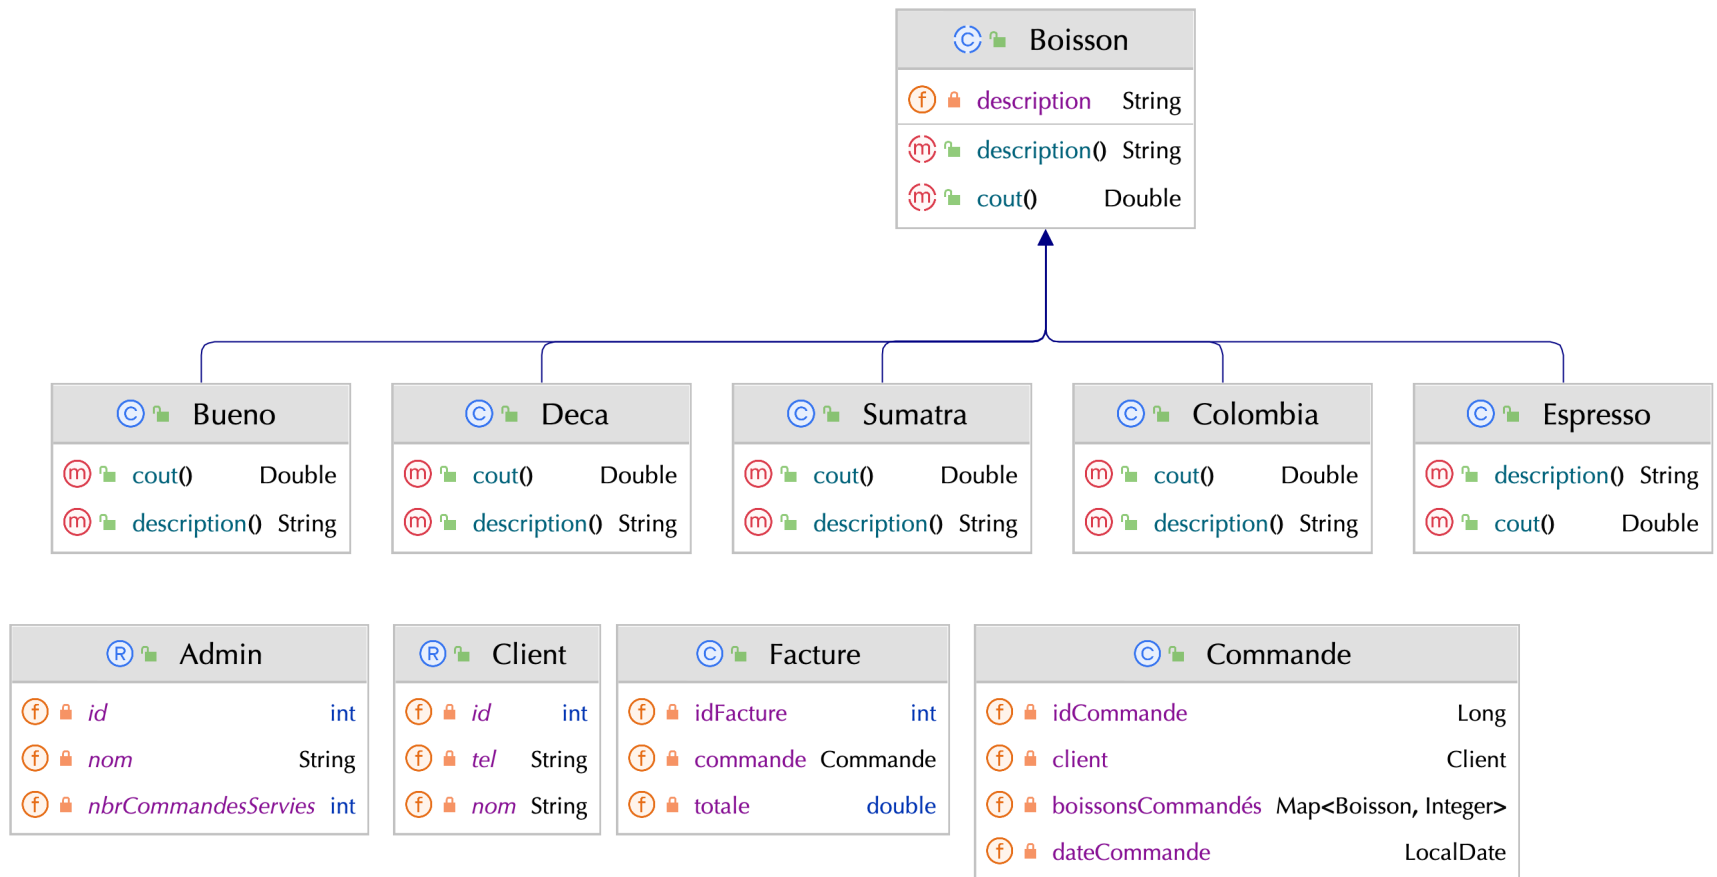 Boisson
description String
description() String
cout() Double
Bueno
cout() Double
description() String
Deca
cout() Double
description() String
Sumatra
cout() Double
description() String
Colombia
cout() Double
description() String
Espresso
description() String
cout() Double
Admin
id int
nom String
nbrCommandesServies int
Client
id int
tel String
nom String
Facture
idFacture int
commande Commande
totale double
Commande
idCommande Long
client Client
boissonsCommandés Map<Boisson, Integer>
dateCommande LocalDate